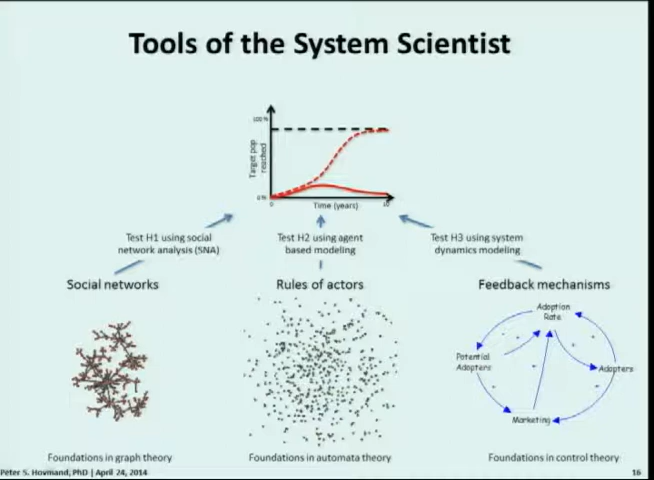 Tools of the System Scientist
100%
Target pop
reached
0%
0
Time (years)
10
Test H1 using social
network analysis (SNA)
Test H2 using agent
based modeling
Test H3 using system
dynamics modeling
Social networks
Rules of actors
Feedback mechanisms
Adoption
Rate
Potential
Adopters
Adopters
Marketing
Foundations in graph theory
Foundations in automata theory
Foundations in control theory
Peter S. Hovmand, PhD | April 24, 2014
16